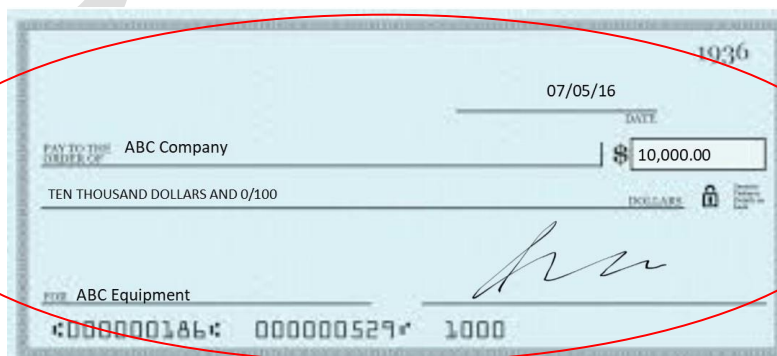 1936
07/05/16
DATE
PAY TO THE
ORDER OF ABC Company $ 10,000.00
TEN THOUSAND DOLLARS AND 0/100
DOLLARS
FOR ABC Equipment
⑆000000186⑆ 000000529⑈ 1000